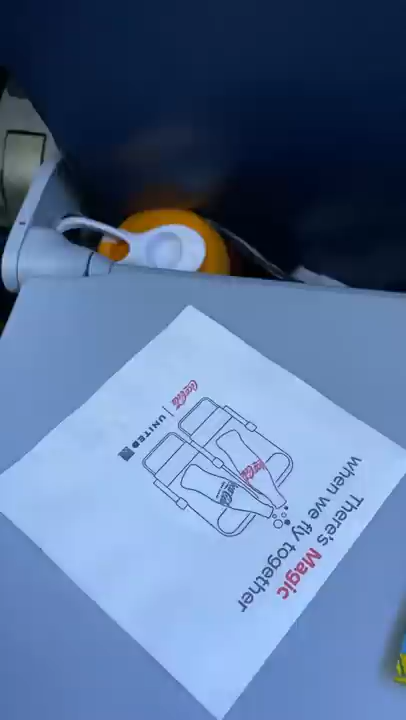 There's Magic
when we fly together
Coca-Cola
Coca-Cola
Coca-Cola | UNITED